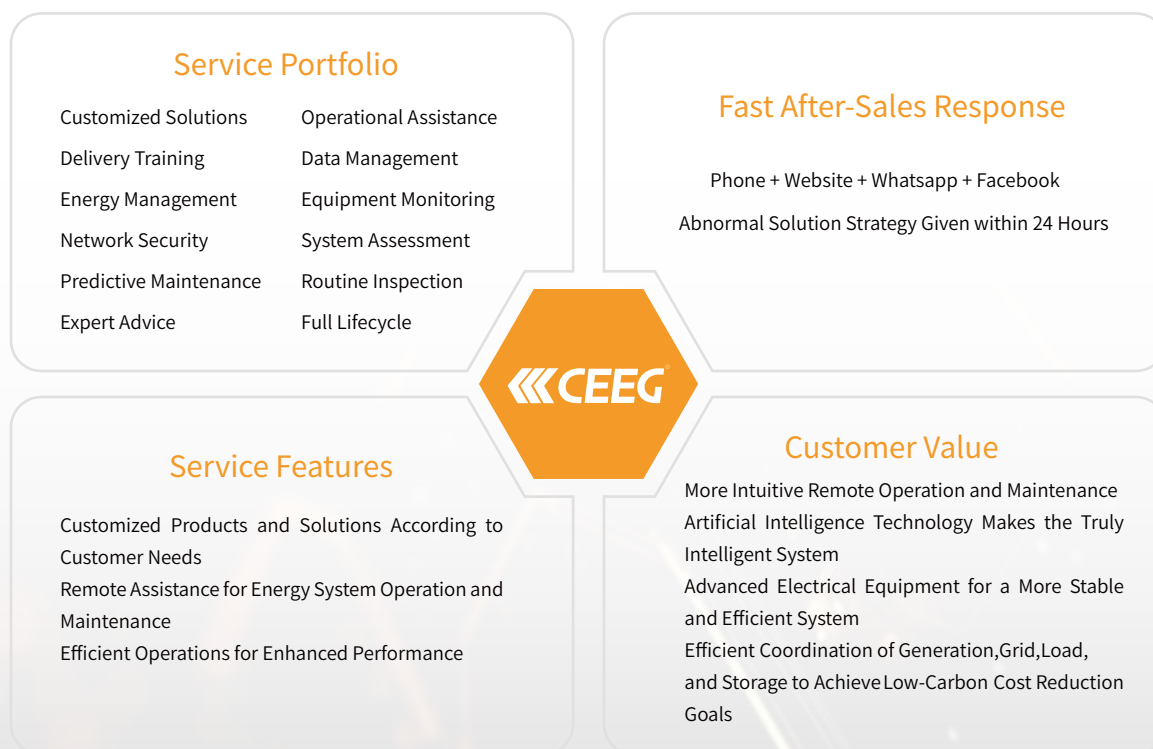 Service Portfolio
Customized Solutions
Operational Assistance
Delivery Training
Data Management
Energy Management
Equipment Monitoring
Network Security
System Assessment
Predictive Maintenance
Routine Inspection
Expert Advice
Full Lifecycle
Fast After-Sales Response
Phone + Website + Whatsapp + Facebook
Abnormal Solution Strategy Given within 24 Hours
CEEG®
Service Features
Customized Products and Solutions According to
Customer Needs
Remote Assistance for Energy System Operation and
Maintenance
Efficient Operations for Enhanced Performance
Customer Value
More Intuitive Remote Operation and Maintenance
Artificial Intelligence Technology Makes the Truly
Intelligent System
Advanced Electrical Equipment for a More Stable
and Efficient System
Efficient Coordination of Generation,Grid,Load,
and Storage to Achieve Low-Carbon Cost Reduction
Goals